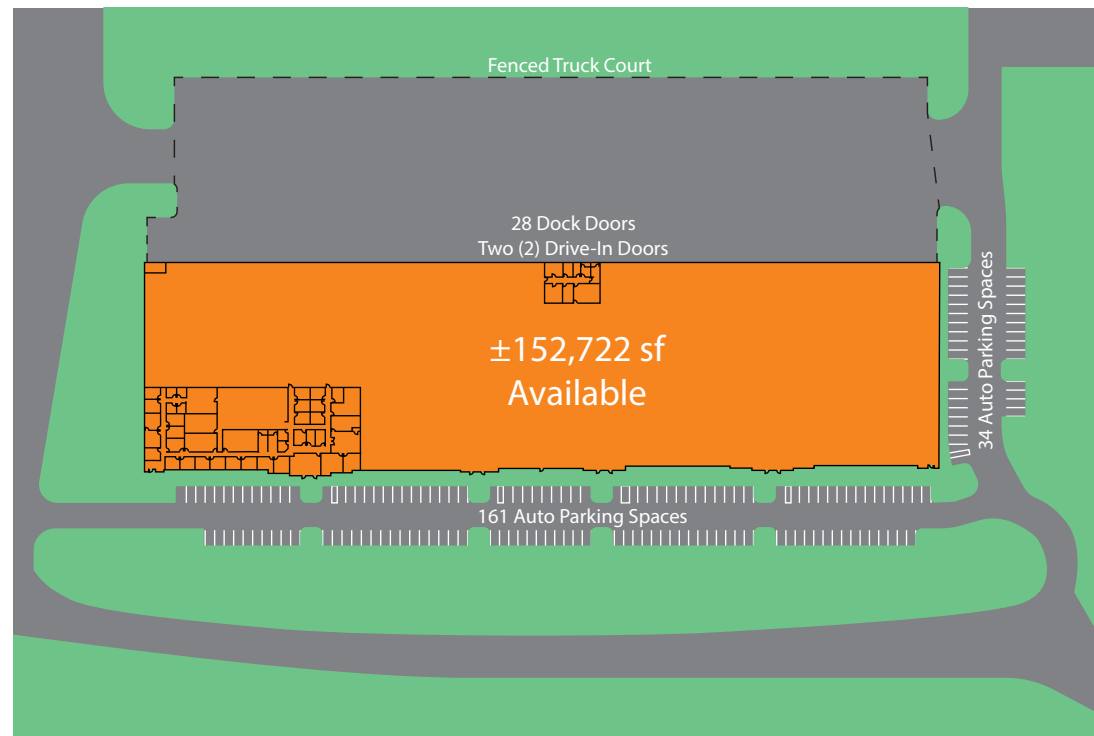 Fenced Truck Court
28 Dock Doors
Two (2) Drive-In Doors
±152,722 sf
Available
34 Auto Parking Spaces
161 Auto Parking Spaces